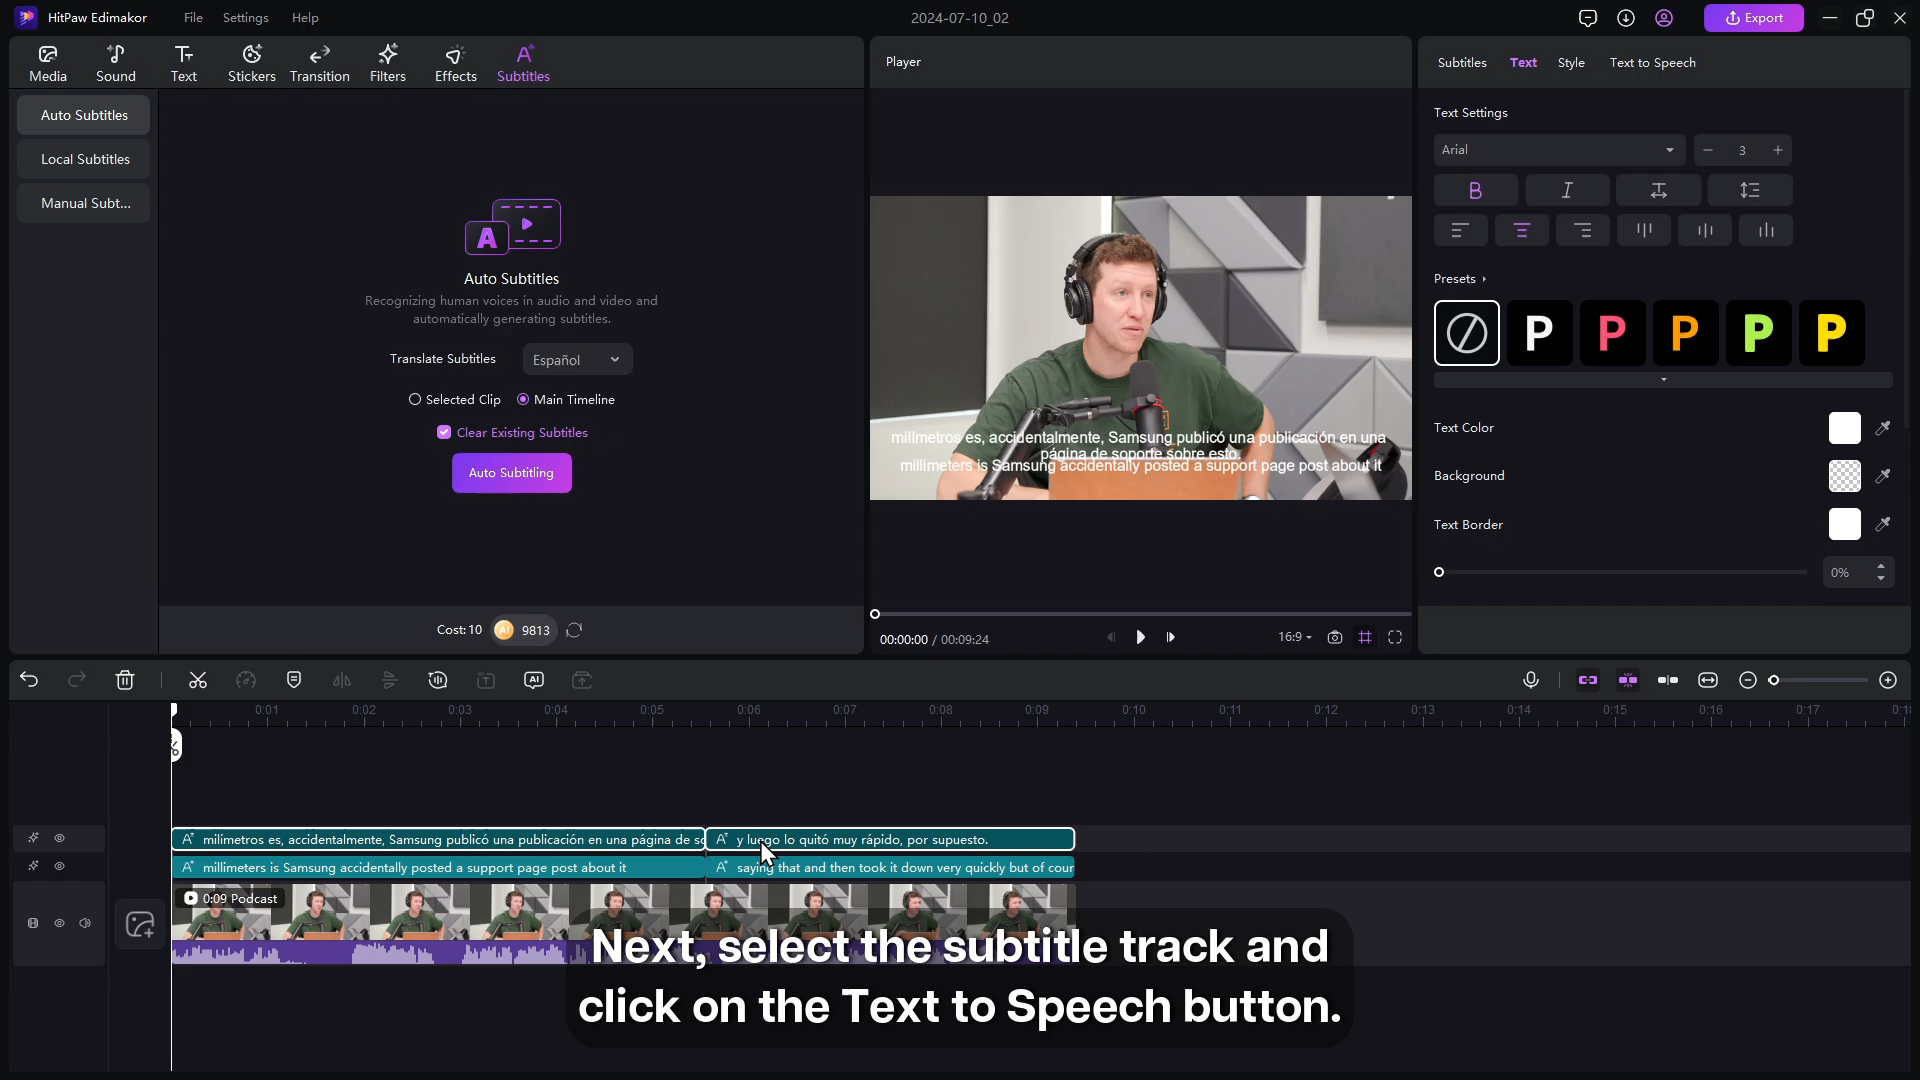 HitPaw Edimakor
File
Settings
Help
2024-07-10_02
Export
Media
Sound
Text
Stickers
Transition
Filters
Effects
Subtitles
Player
Subtitles
Text
Style
Text to Speech
Auto Subtitles
Local Subtitles
Manual Subt...
Auto Subtitles
Recognizing human voices in audio and video and
automatically generating subtitles.
Translate Subtitles
Español
Selected Clip
Main Timeline
Clear Existing Subtitles
Auto Subtitling
Cost: 10
AI
9813
milímetros es, accidentalmente, Samsung publicó una publicación en una
página de soporte sobre esto.
millimeters is Samsung accidentally posted a support page post about it
00:00:00 / 00:09:24
16:9
Text Settings
Arial
3
Presets
P
P
P
P
P
Text Color
Background
Text Border
0%
0:01
0:02
0:03
0:04
0:05
0:06
0:07
0:08
0:09
0:10
0:11
0:12
0:13
0:14
0:15
0:16
0:17
milímetros es, accidentalmente, Samsung publicó una publicación en una página de so
y luego lo quitó muy rápido, por supuesto.
millimeters is Samsung accidentally posted a support page post about it
saying that and then took it down very quickly but of cour
0:09 Podcast
Next, select the subtitle track and
click on the Text to Speech button.